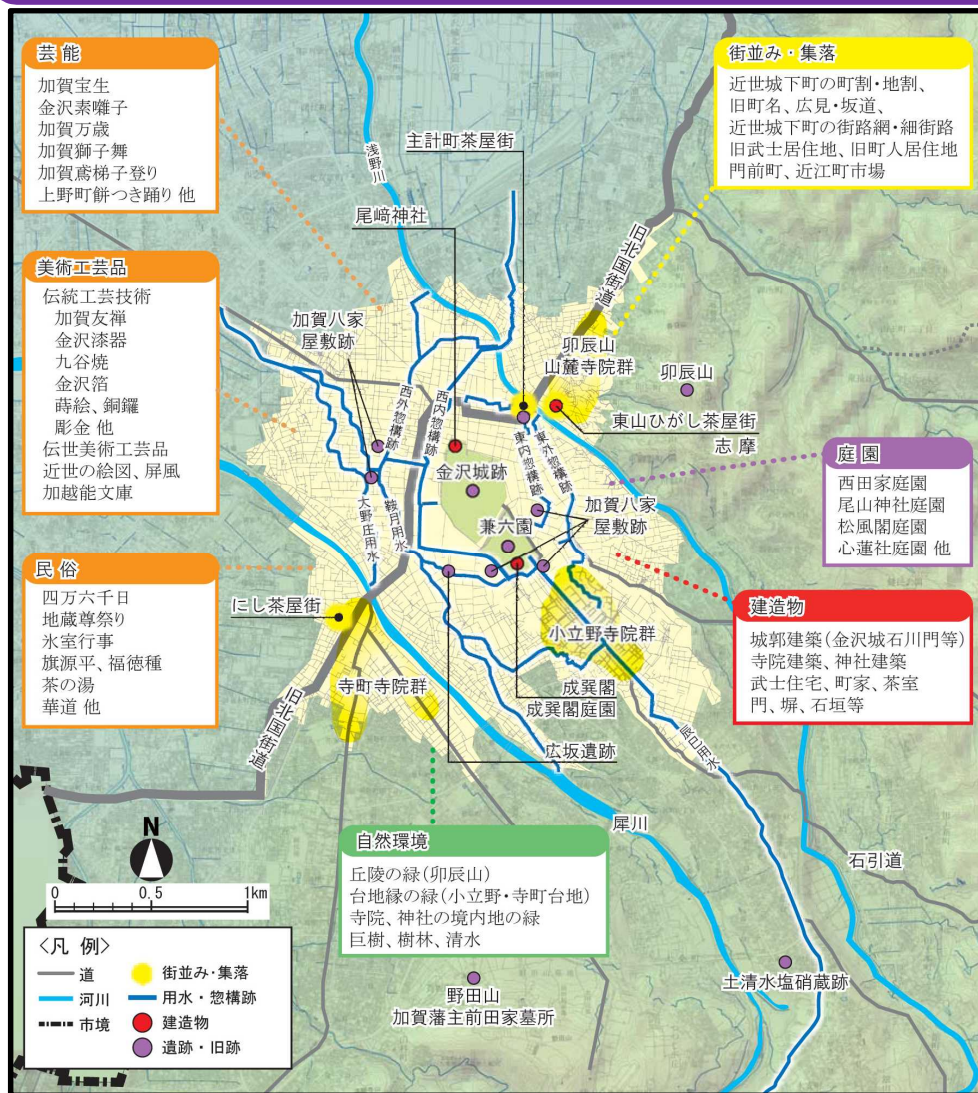 芸能
加賀宝生
金沢素囃子
加賀万歳
加賀獅子舞
加賀鳶梯子登り
上野町餅つき踊り 他
美術工芸品
伝統工芸技術
加賀友禅
金沢漆器
九谷焼
金沢箔
蒔絵、銅鑼
彫金 他
伝世美術工芸品
近世の絵図、屏風
加越能文庫
民俗
四万六千日
地蔵尊祭り
氷室行事
旗源平、福徳種
茶の湯
華道 他
街並み・集落
近世城下町の町割・地割、
旧町名、広見・坂道、
近世城下町の街路網・細街路
旧武士居住地、旧町人居住地
門前町、近江町市場
庭園
西田家庭園
尾山神社庭園
松風閣庭園
心蓮社庭園 他
建造物
城郭建築(金沢城石川門等)
寺院建築、神社建築
武士住宅、町家、茶室
門、塀、石垣等
自然環境
丘陵の緑(卯辰山)
台地縁の緑(小立野・寺町台地)
寺院、神社の境内地の緑
巨樹、樹林、清水
浅野川
主計町茶屋街
尾﨑神社
旧北国街道
加賀八家
屋敷跡
卯辰山
山麓寺院群
卯辰山
東山ひがし茶屋街
志摩
西外惣構跡
西内惣構跡
東内惣構跡
東外惣構跡
金沢城跡
兼六園
加賀八家
屋敷跡
大野庄用水
鞍月用水
にし茶屋街
小立野寺院群
寺町寺院群
成巽閣
成巽閣庭園
広坂遺跡
旧北国街道
辰巳用水
犀川
石引道
土清水塩硝蔵跡
野田山
加賀藩主前田家墓所
N
0 0.5 1km
<凡 例>
道
河川
市境
街並み・集落
用水・惣構跡
建造物
遺跡・旧跡